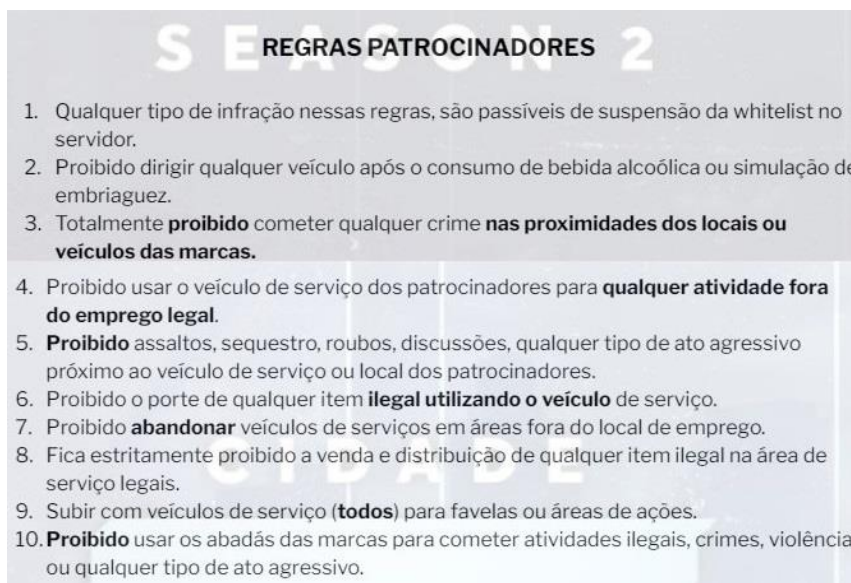 SEASON 2
REGRAS PATROCINADORES
1. Qualquer tipo de infração nessas regras, são passíveis de suspensão da whitelist no
servidor.
2. Proibido dirigir qualquer veículo após o consumo de bebida alcoólica ou simulação de
embriaguez.
3. Totalmente proibido cometer qualquer crime nas proximidades dos locais ou
veículos das marcas.
4. Proibido usar o veículo de serviço dos patrocinadores para qualquer atividade fora
do emprego legal.
5. Proibido assaltos, sequestro, roubos, discussões, qualquer tipo de ato agressivo
próximo ao veículo de serviço ou local dos patrocinadores.
6. Proibido o porte de qualquer item ilegal utilizando o veículo de serviço.
7. Proibido abandonar veículos de serviços em áreas fora do local de emprego.
CIDADE
8. Fica estritamente proibido a venda e distribuição de qualquer item ilegal na área de
serviço legais.
9. Subir com veículos de serviço (todos) para favelas ou áreas de ações.
10. Proibido usar os abadás das marcas para cometer atividades ilegais, crimes, violência
ou qualquer tipo de ato agressivo.